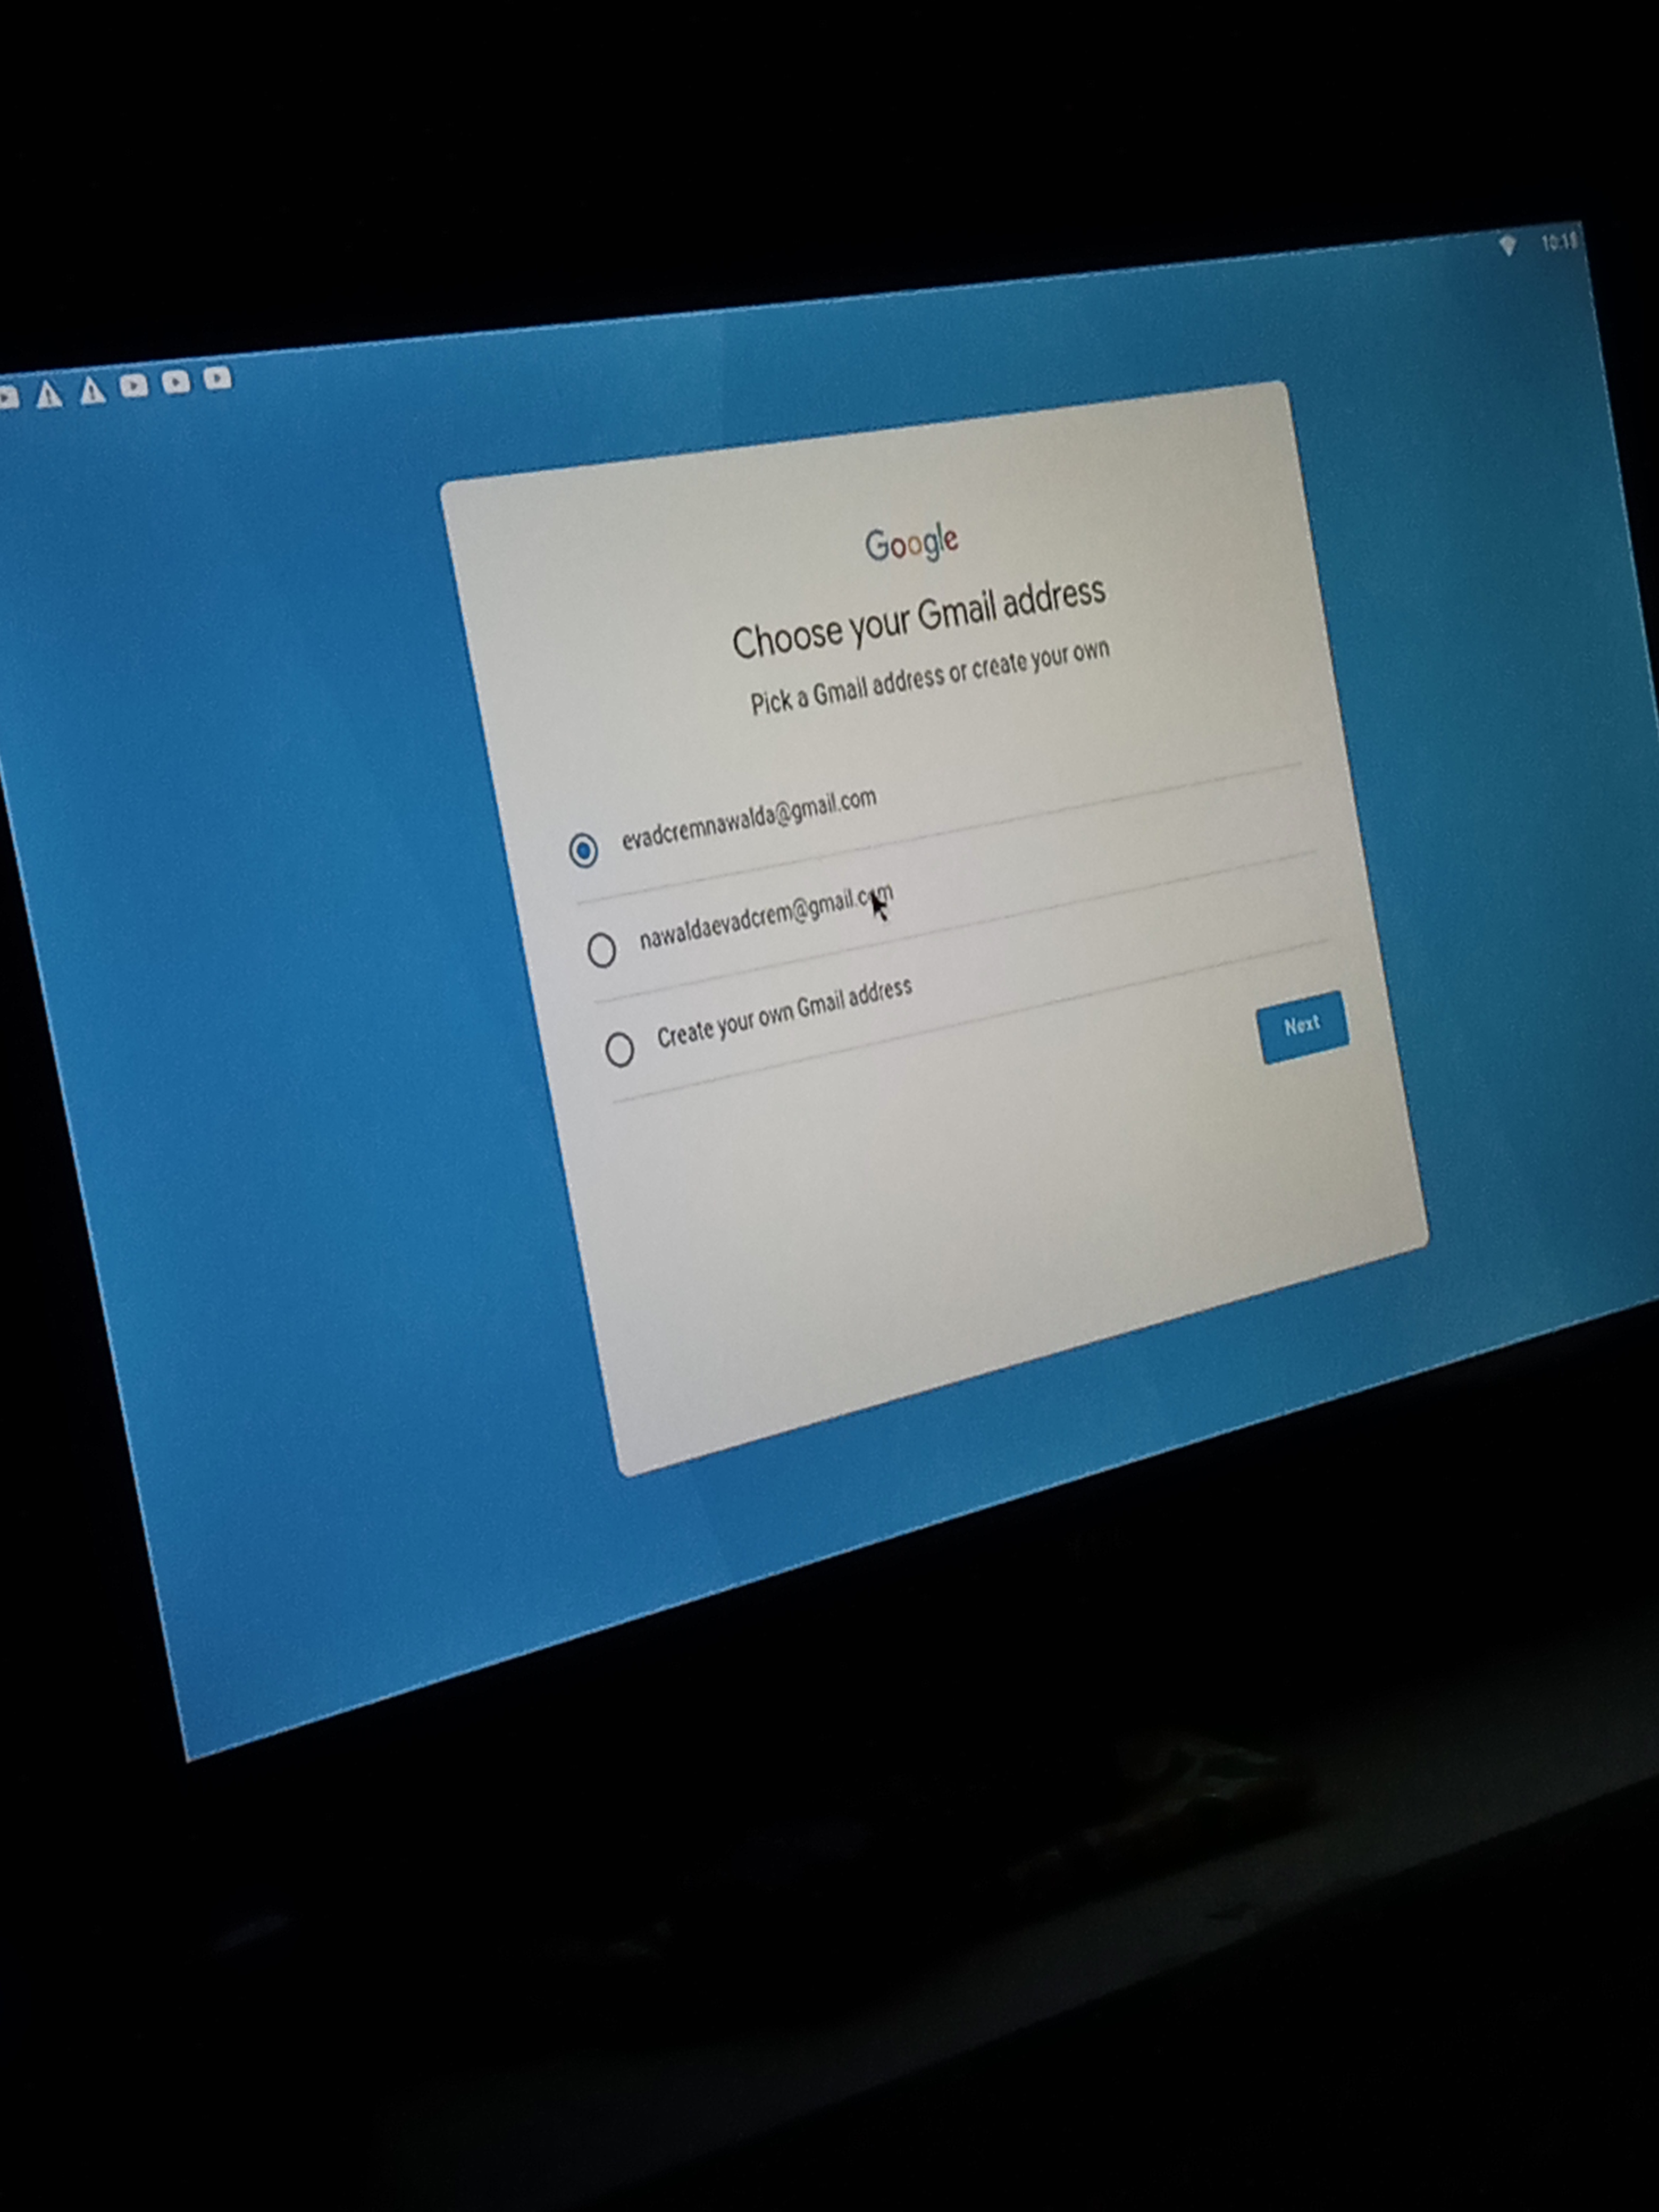 10:18
Google
Choose your Gmail address
Pick a Gmail address or create your own
evadcremnawalda@gmail.com
nawaldaevadcrem@gmail.com
Create your own Gmail address
Next